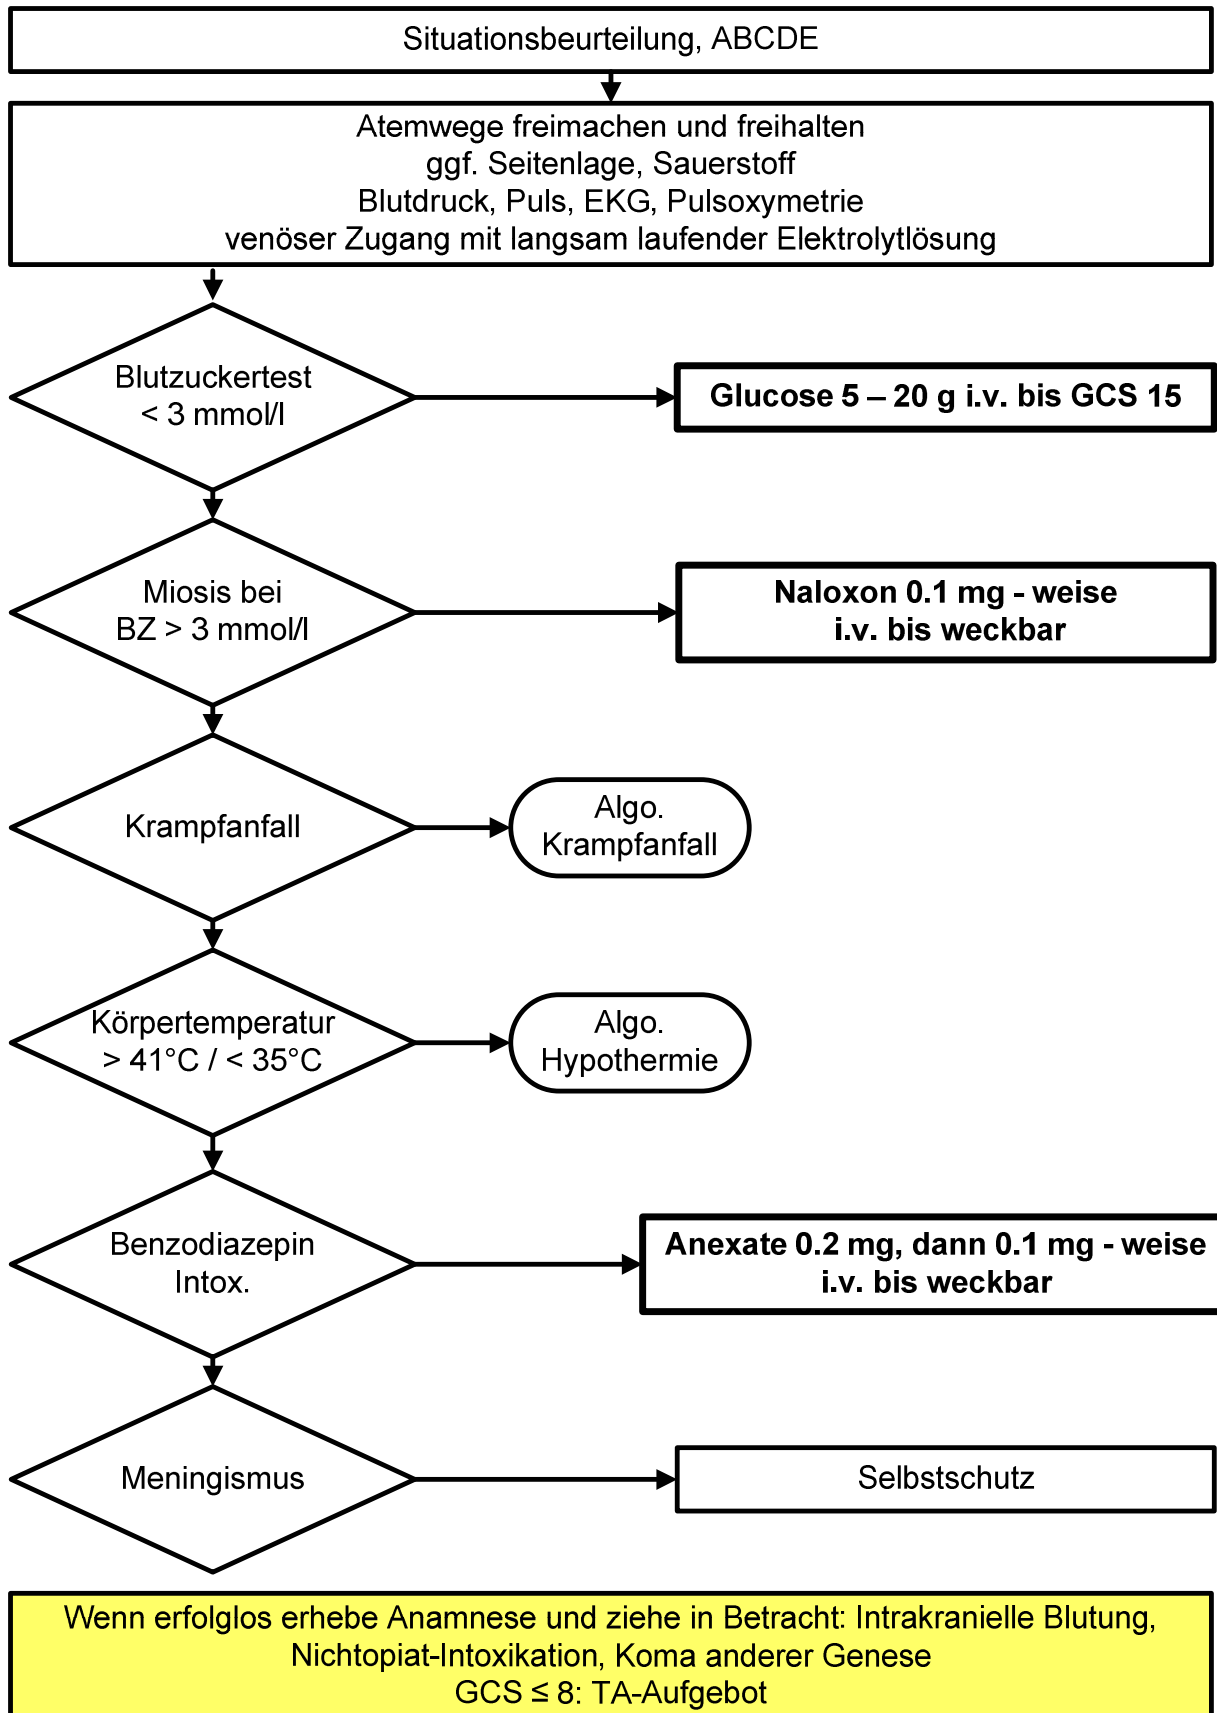 Situationsbeurteilung, ABCDE
Atemwege freimachen und freihalten
ggf. Seitenlage, Sauerstoff
Blutdruck, Puls, EKG, Pulsoxymetrie
venöser Zugang mit langsam laufender Elektrolytlösung
Blutzuckertest
< 3 mmol/l
Glucose 5 – 20 g i.v. bis GCS 15
Miosis bei
BZ > 3 mmol/l
Naloxon 0.1 mg - weise
i.v. bis weckbar
Krampfanfall
Algo.
Krampfanfall
Körpertemperatur
> 41°C / < 35°C
Algo.
Hypothermie
Benzodiazepin
Intox.
Anexate 0.2 mg, dann 0.1 mg - weise
i.v. bis weckbar
Meningismus
Selbstschutz
Wenn erfolglos erhebe Anamnese und ziehe in Betracht: Intrakranielle Blutung,
Nichtopiat-Intoxikation, Koma anderer Genese
GCS ≤ 8: TA-Aufgebot